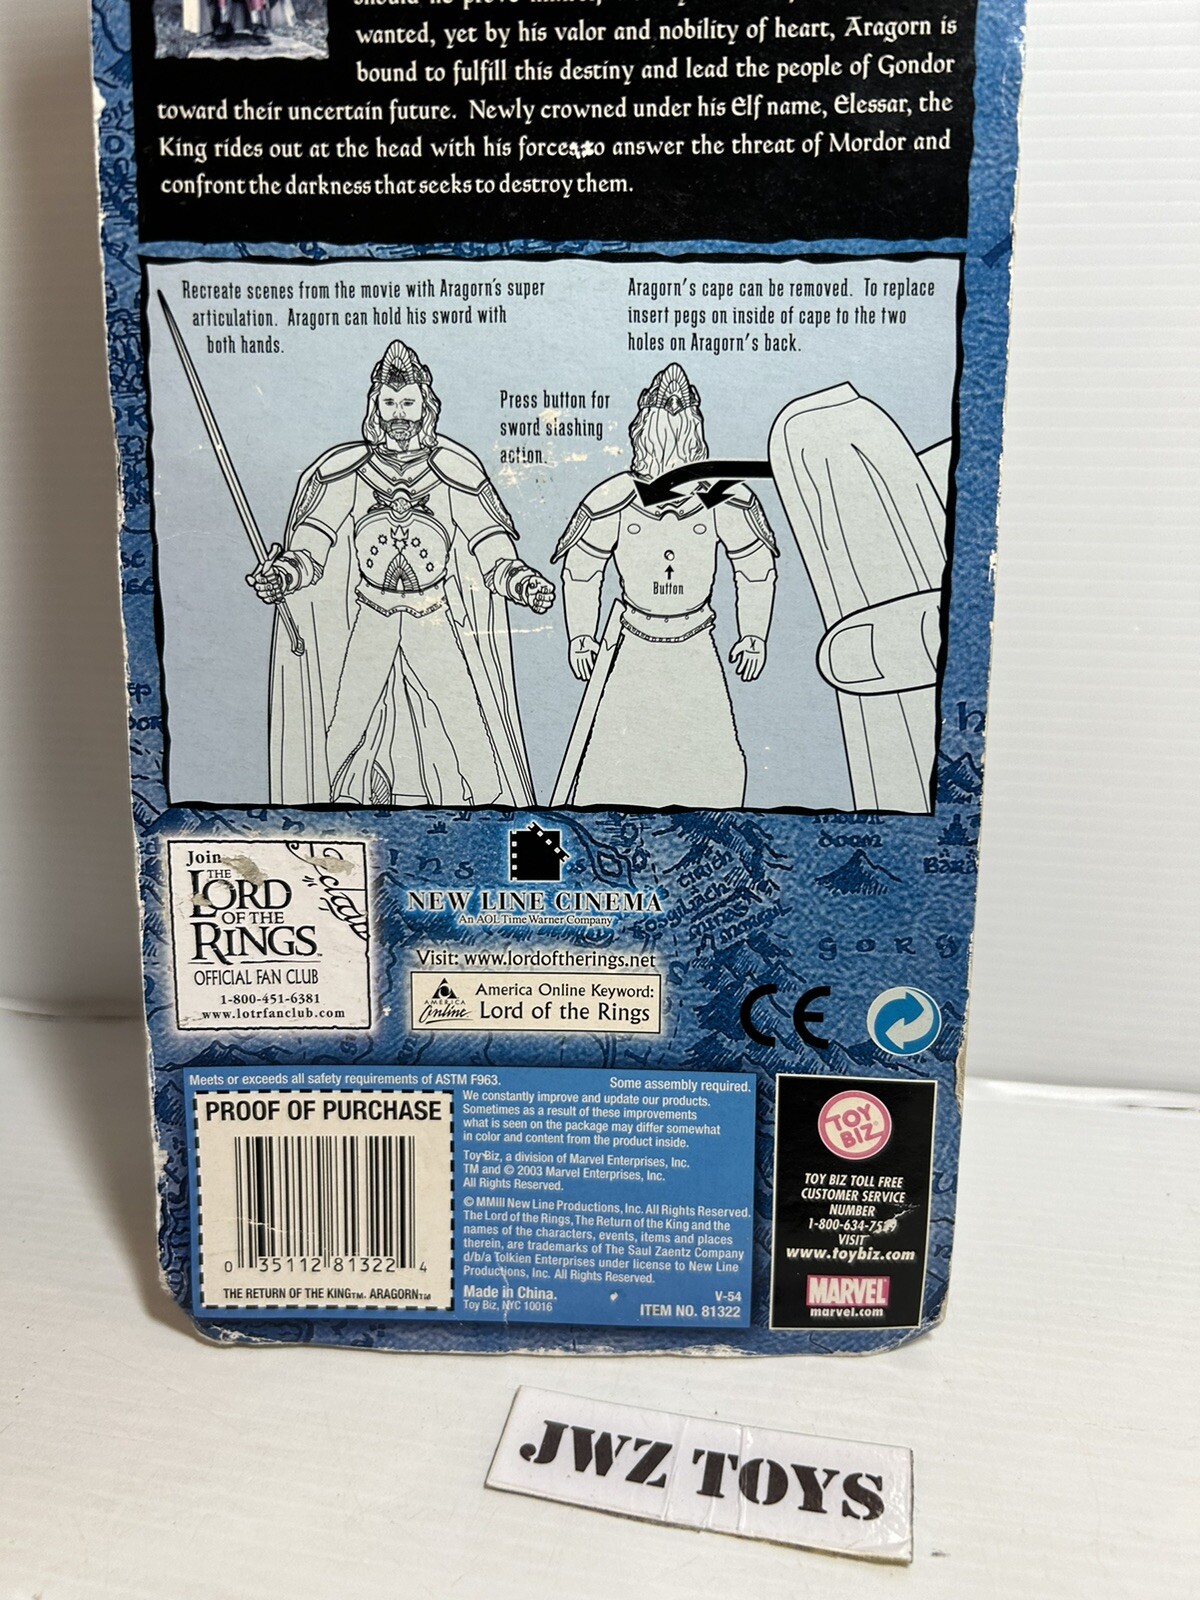 wanted, yet by his valor and nobility of heart, Aragorn is
bound to fulfill this destiny and lead the people of Gondor
toward their uncertain future. Newly crowned under his Elf name, Elessar, the
King rides out at the head with his forces to answer the threat of Mordor and
confront the darkness that seeks to destroy them.
Recreate scenes from the movie with Aragorn's super
articulation. Aragorn can hold his sword with
both hands.
Aragorn's cape can be removed. To replace
insert pegs on inside of cape to the two
holes on Aragorn's back.
Press button for
sword slashing
action.
Button
Join
THE
LORD
OF THE
RINGS™
OFFICIAL FAN CLUB
1-800-451-6381
www.lotrfanclub.com
NEW LINE CINEMA
An AOL Time Warner Company
Visit: www.lordoftherings.net
AMERICA
Online
America Online Keyword:
Lord of the Rings
DOOM
GORG
CE
Meets or exceeds all safety requirements of ASTM F963.
Some assembly required.
PROOF OF PURCHASE
0 35112 81322 4
THE RETURN OF THE KING™ ARAGORN™
We constantly improve and update our products.
Sometimes as a result of these improvements
what is seen on the package may differ somewhat
in color and content from the product inside.
Toy Biz, a division of Marvel Enterprises, Inc.
TM and © 2003 Marvel Enterprises, Inc.
All Rights Reserved.
© MMIII New Line Productions, Inc. All Rights Reserved.
The Lord of the Rings, The Return of the King and the
names of the characters, events, items and places
therein, are trademarks of The Saul Zaentz Company
d/b/a Tolkien Enterprises under license to New Line
Productions, Inc. All Rights Reserved.
Made in China.
Toy Biz, NYC 10016
V-54
ITEM NO. 81322
TOY
BIZ®
TOY BIZ TOLL FREE
CUSTOMER SERVICE
NUMBER
1-800-634-7539
VISIT
www.toybiz.com
MARVEL
marvel.com
JWZ TOYS